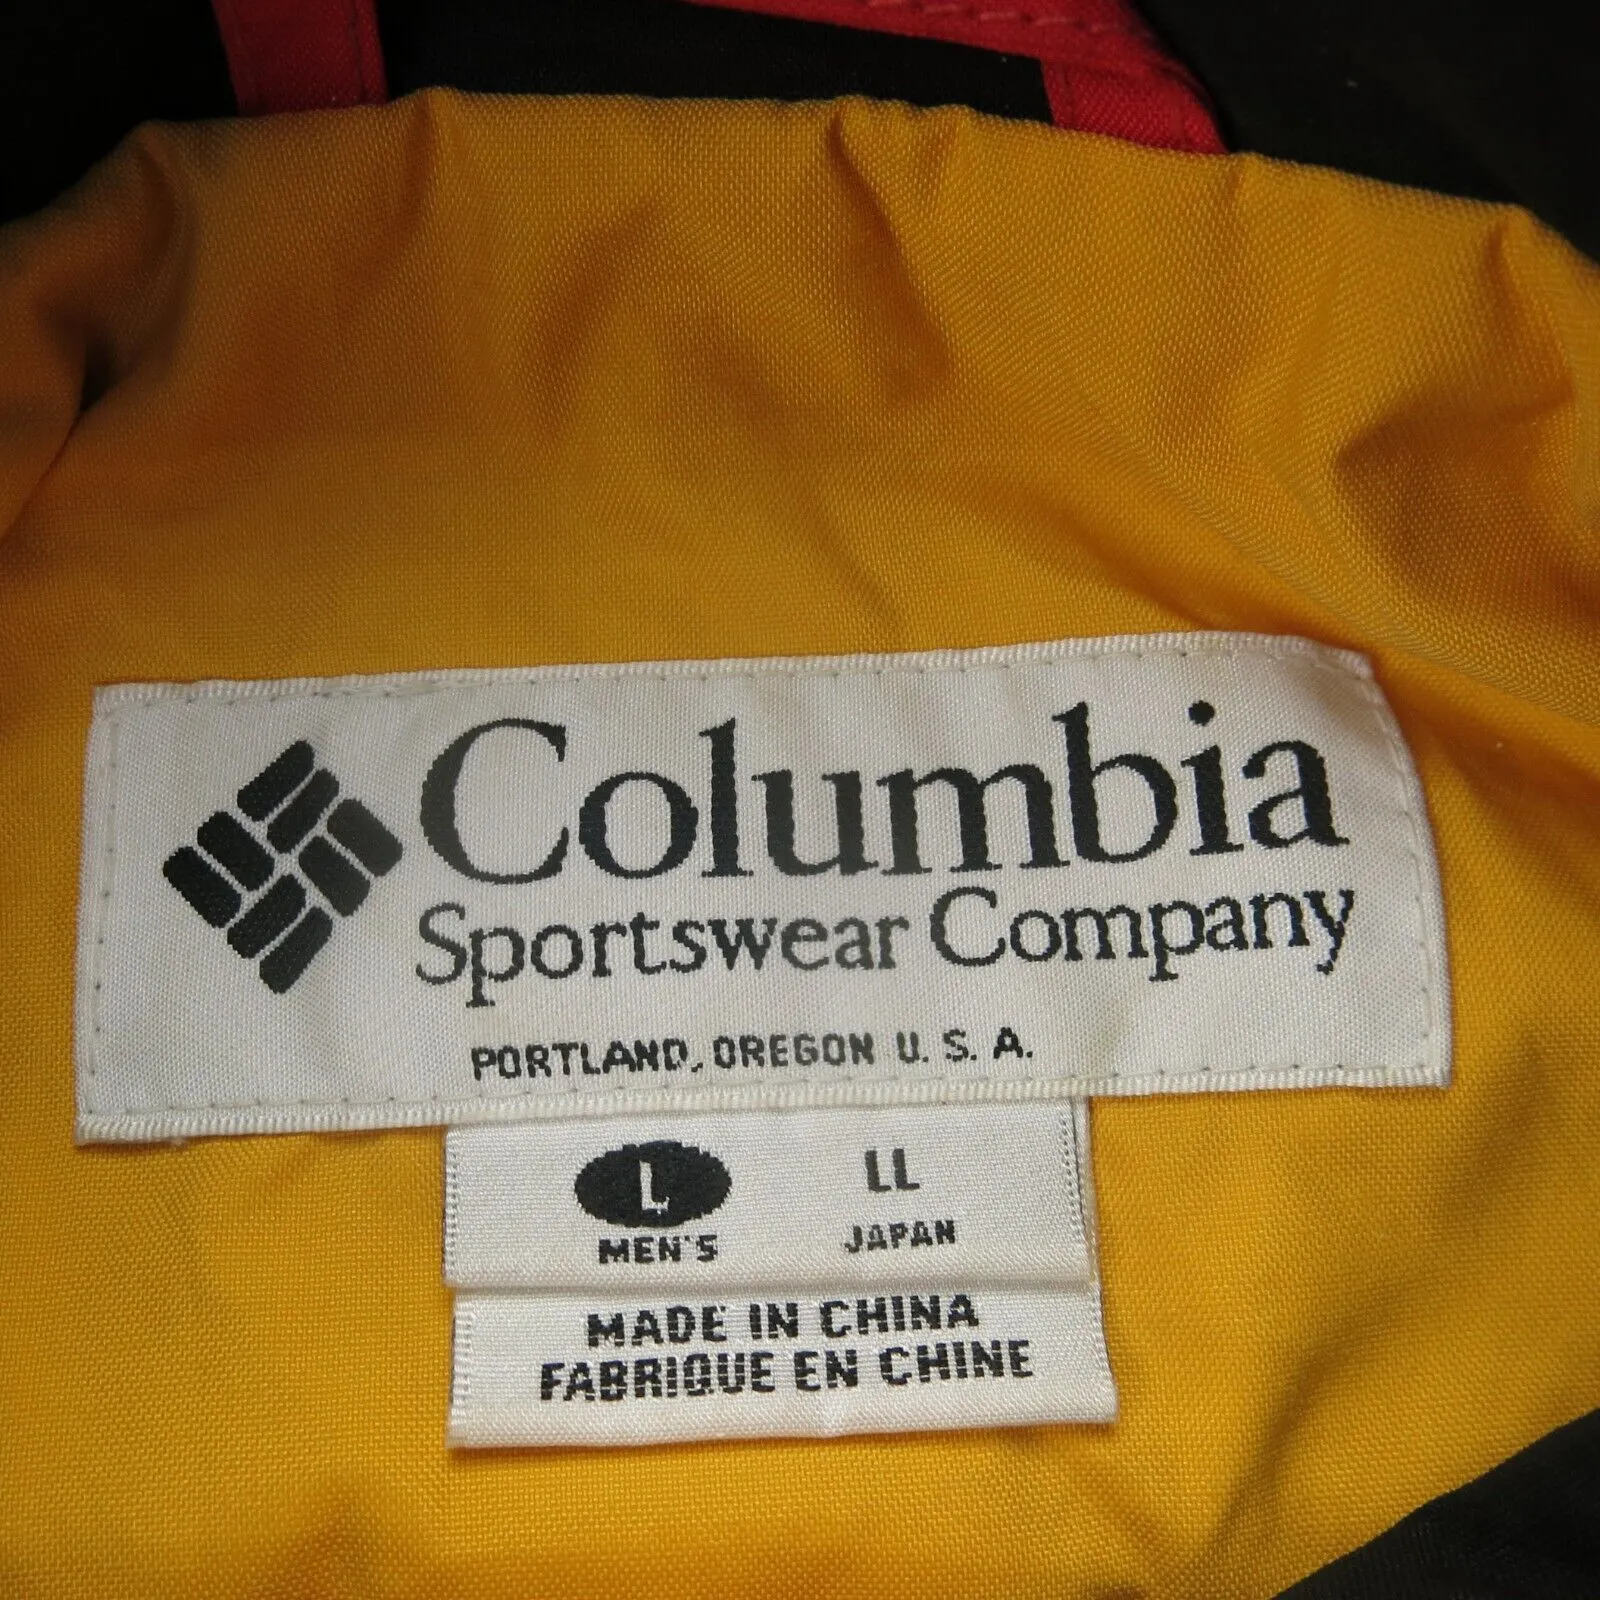 Columbia
Sportswear Company
PORTLAND, OREGON U. S. A.
L LL
MEN'S JAPAN
MADE IN CHINA
FABRIQUE EN CHINE